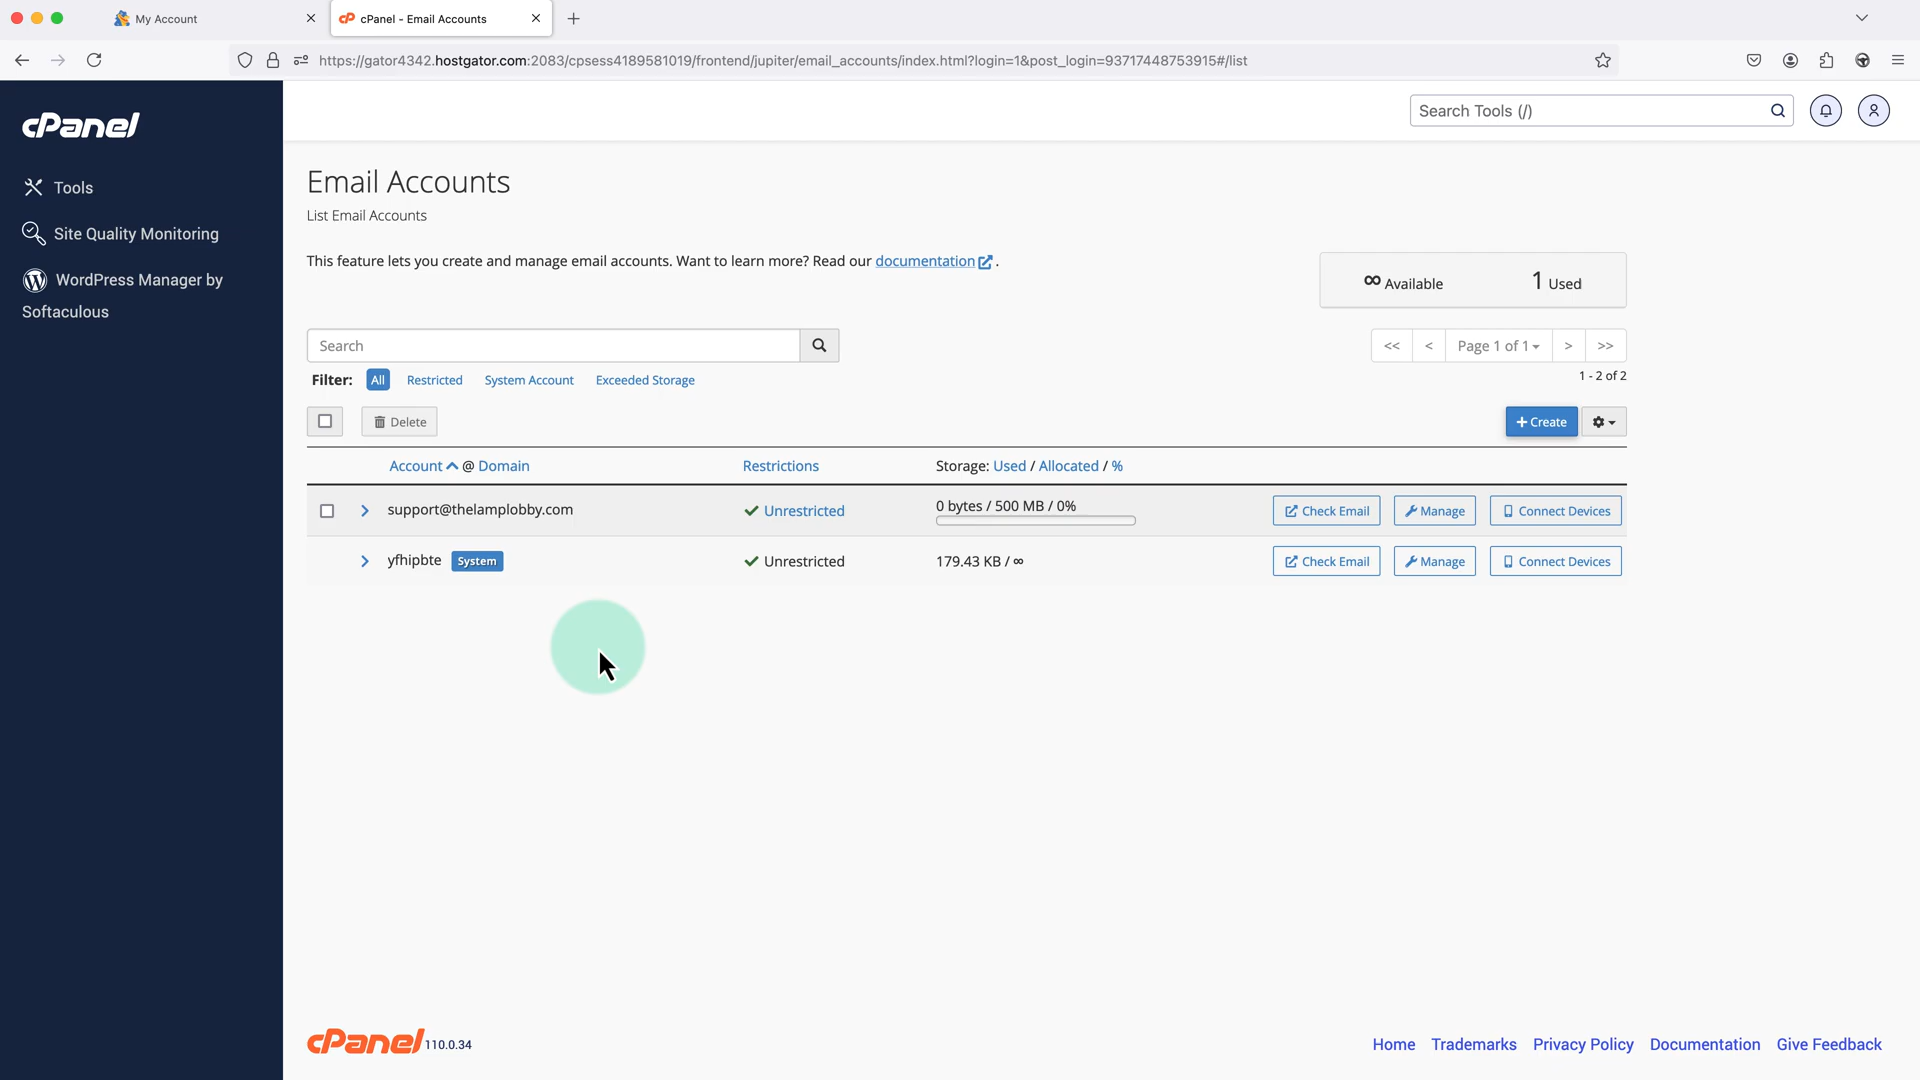 My Account
cPanel - Email Accounts
https://gator4342.hostgator.com:2083/cpsess4189581019/frontend/jupiter/email_accounts/index.html?login=1&post_login=93717448753915#/list
cPanel
Search Tools (/)
Tools
Site Quality Monitoring
WordPress Manager by
Softaculous
Email Accounts
List Email Accounts
This feature lets you create and manage email accounts. Want to learn more? Read our documentation .
∞ Available 1 Used
Search
<< < Page 1 of 1 > >>
Filter: All Restricted System Account Exceeded Storage
1 - 2 of 2
Delete
+ Create
Account @ Domain Restrictions Storage: Used / Allocated / %
support@thelamplobby.com Unrestricted 0 bytes / 500 MB / 0% Check Email Manage Connect Devices
yfhipbte System Unrestricted 179.43 KB / ∞ Check Email Manage Connect Devices
cPanel 110.0.34
Home Trademarks Privacy Policy Documentation Give Feedback